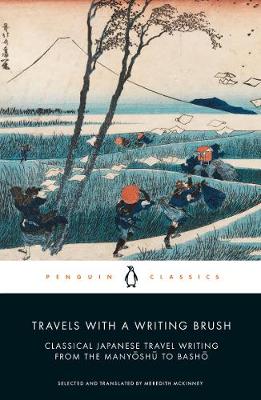 PENGUIN CLASSICS
TRAVELS WITH A WRITING BRUSH
CLASSICAL JAPANESE TRAVEL WRITING
FROM THE MANYŌSHŪ TO BASHŌ
SELECTED AND TRANSLATED BY MEREDITH MCKINNEY